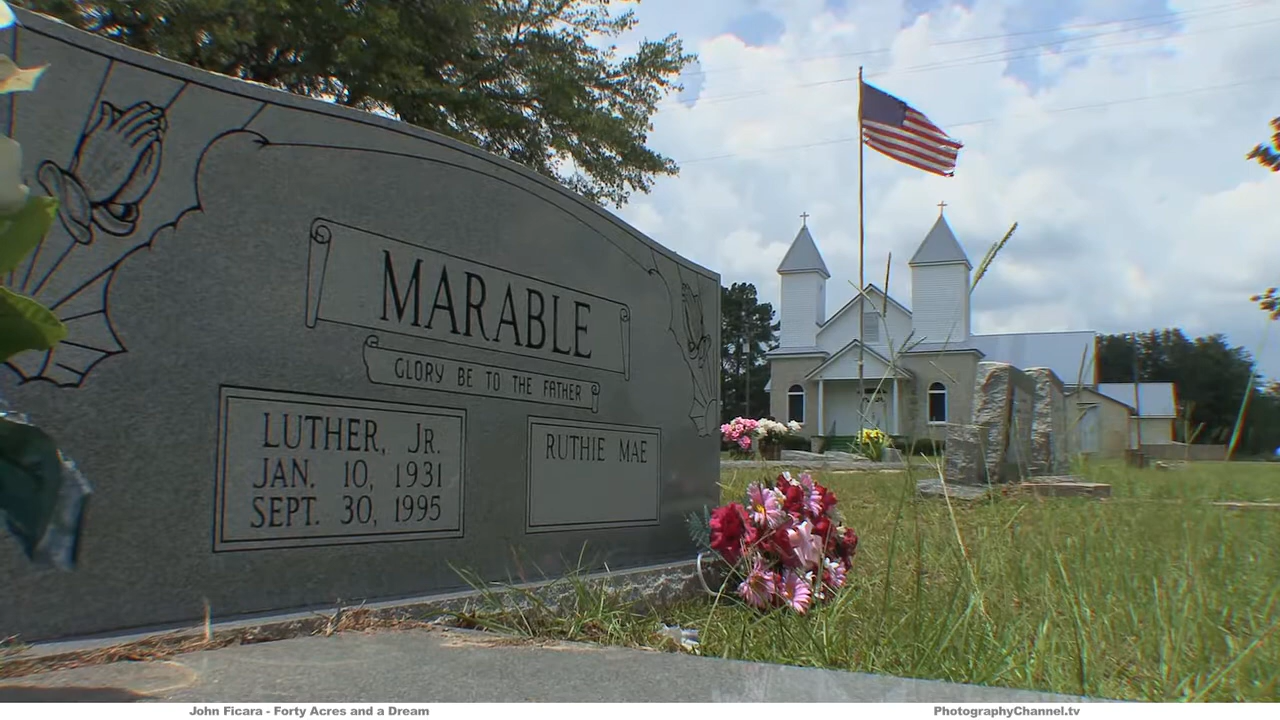 MARABLE
GLORY BE TO THE FATHER
LUTHER, JR.
JAN. 10, 1931
SEPT. 30, 1995
RUTHIE MAE
John Ficara - Forty Acres and a Dream
PhotographyChannel.tv